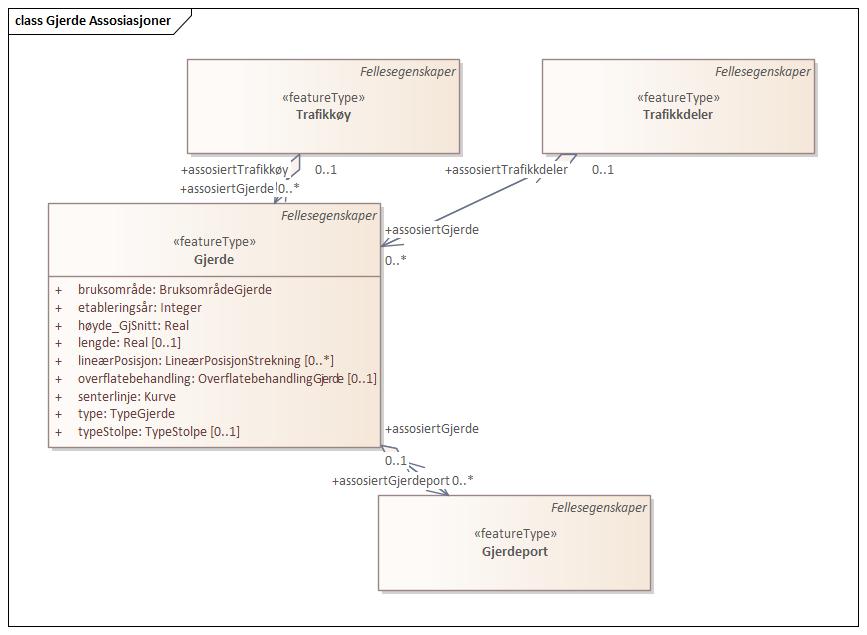 class Gjerde Assosiasjoner
Fellesegenskaper
«featureType»
Trafikkøy
Fellesegenskaper
«featureType»
Trafikkdeler
+assosiertTrafikkøy 0..1
+assosiertGjerde 0..*
+assosiertTrafikkdeler 0..1
+assosiertGjerde
0..*
Fellesegenskaper
«featureType»
Gjerde
+ bruksområde: BruksområdeGjerde
+ etableringsår: Integer
+ høyde_GjSnitt: Real
+ lengde: Real [0..1]
+ lineærPosisjon: LineærPosisjonStrekning [0..*]
+ overflatebehandling: OverflatebehandlingGjerde [0..1]
+ senterlinje: Kurve
+ type: TypeGjerde
+ typeStolpe: TypeStolpe [0..1]
+assosiertGjerde
0..1
+assosiertGjerdeport 0..*
Fellesegenskaper
«featureType»
Gjerdeport